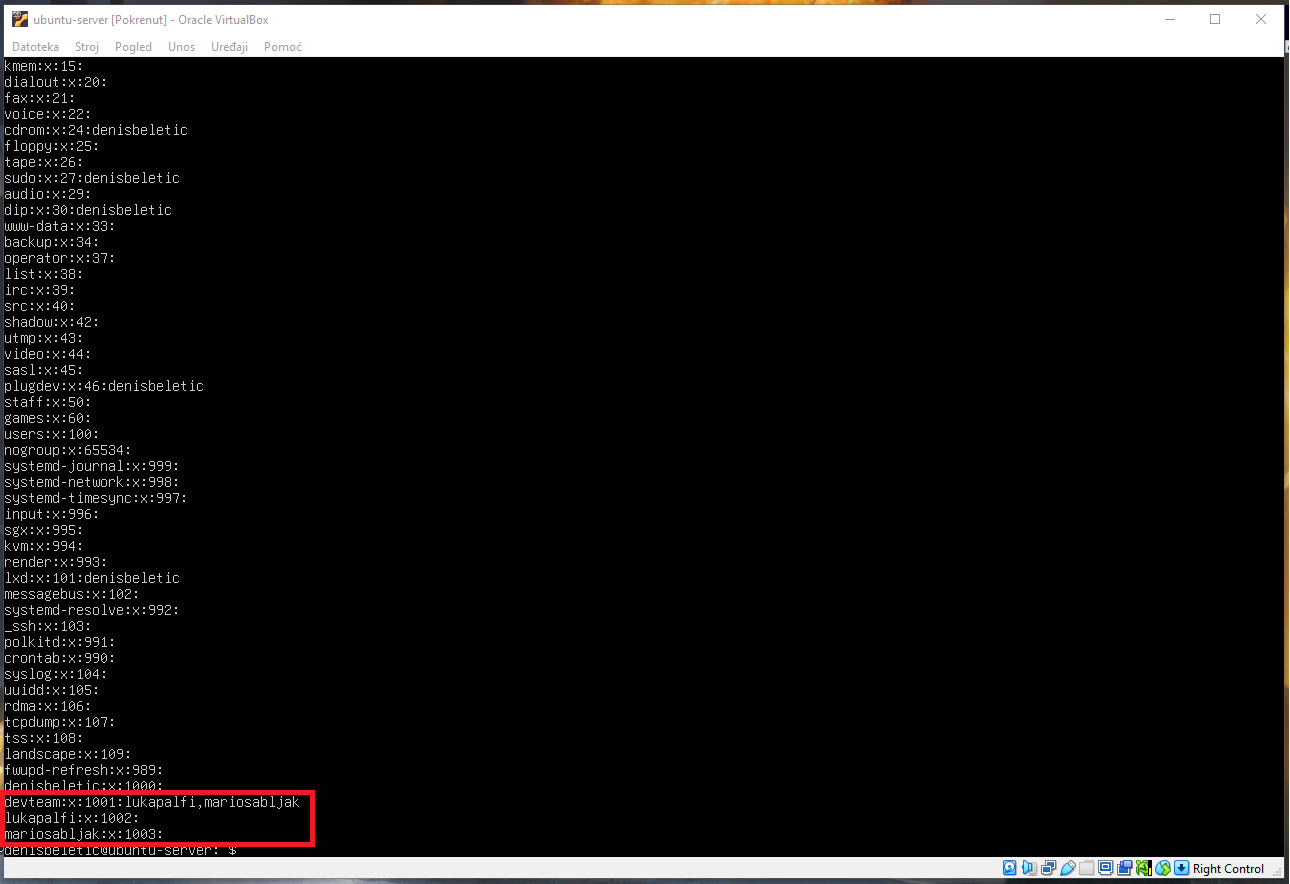 ubuntu-server [Pokrenut] - Oracle VirtualBox
Datoteka Stroj Pogled Unos Uređaji Pomoć
kmem:x:15:
dialout:x:20:
fax:x:21:
voice:x:22:
cdrom:x:24:denisbeletic
floppy:x:25:
tape:x:26:
sudo:x:27:denisbeletic
audio:x:29:
dip:x:30:denisbeletic
www-data:x:33:
backup:x:34:
operator:x:37:
list:x:38:
irc:x:39:
src:x:40:
shadow:x:42:
utmp:x:43:
video:x:44:
sasl:x:45:
plugdev:x:46:denisbeletic
staff:x:50:
games:x:60:
users:x:100:
nogroup:x:65534:
systemd-journal:x:999:
systemd-network:x:998:
systemd-timesync:x:997:
input:x:996:
sgx:x:995:
kvm:x:994:
render:x:993:
lxd:x:101:denisbeletic
messagebus:x:102:
systemd-resolve:x:992:
_ssh:x:103:
polkitd:x:991:
crontab:x:990:
syslog:x:104:
uuidd:x:105:
rdma:x:106:
tcpdump:x:107:
tss:x:108:
landscape:x:109:
fwupd-refresh:x:989:
denisbeletic:x:1000:
devteam:x:1001:lukapalfi,mariosabljak
lukapalfi:x:1002:
mariosabljak:x:1003:
denisbeletic@ubuntu-server: $
Right Control